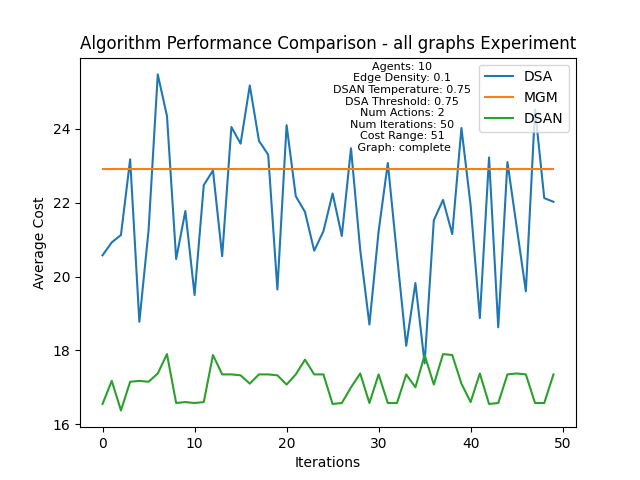 Algorithm Performance Comparison - all graphs Experiment
Agents: 10
Edge Density: 0.1
DSAN Temperature: 0.75
DSA Threshold: 0.75
Num Actions: 2
Num Iterations: 50
Cost Range: 51
Graph: complete
DSA
MGM
DSAN
Average Cost
24
22
20
18
16
0
10
20
30
40
50
Iterations